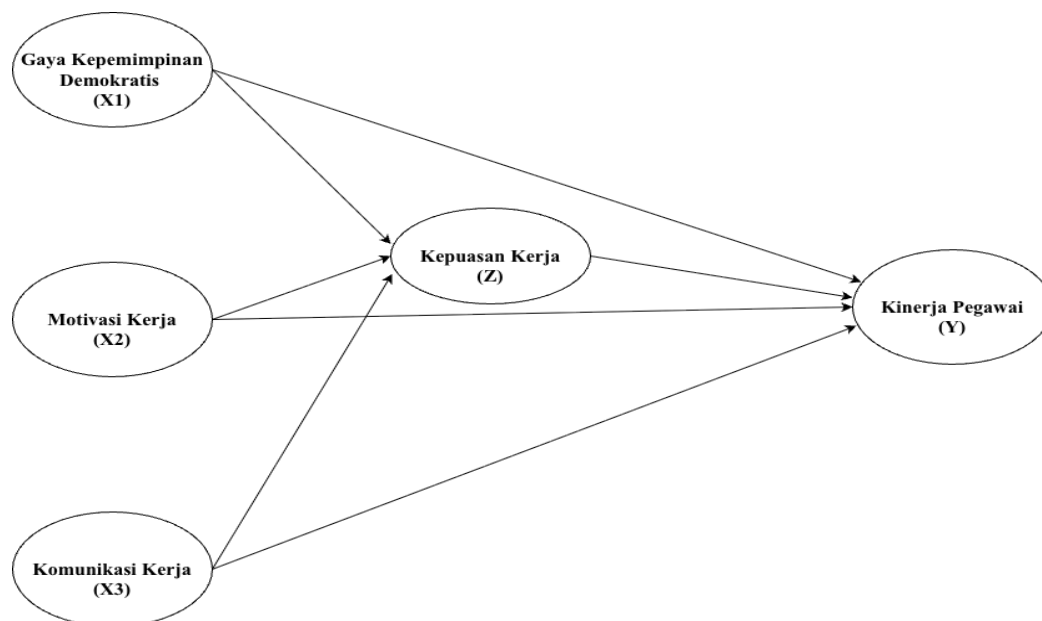 Gaya Kepemimpinan
Demokratis
(X1)
Kepuasan Kerja
(Z)
Motivasi Kerja
(X2)
Kinerja Pegawai
(Y)
Komunikasi Kerja
(X3)